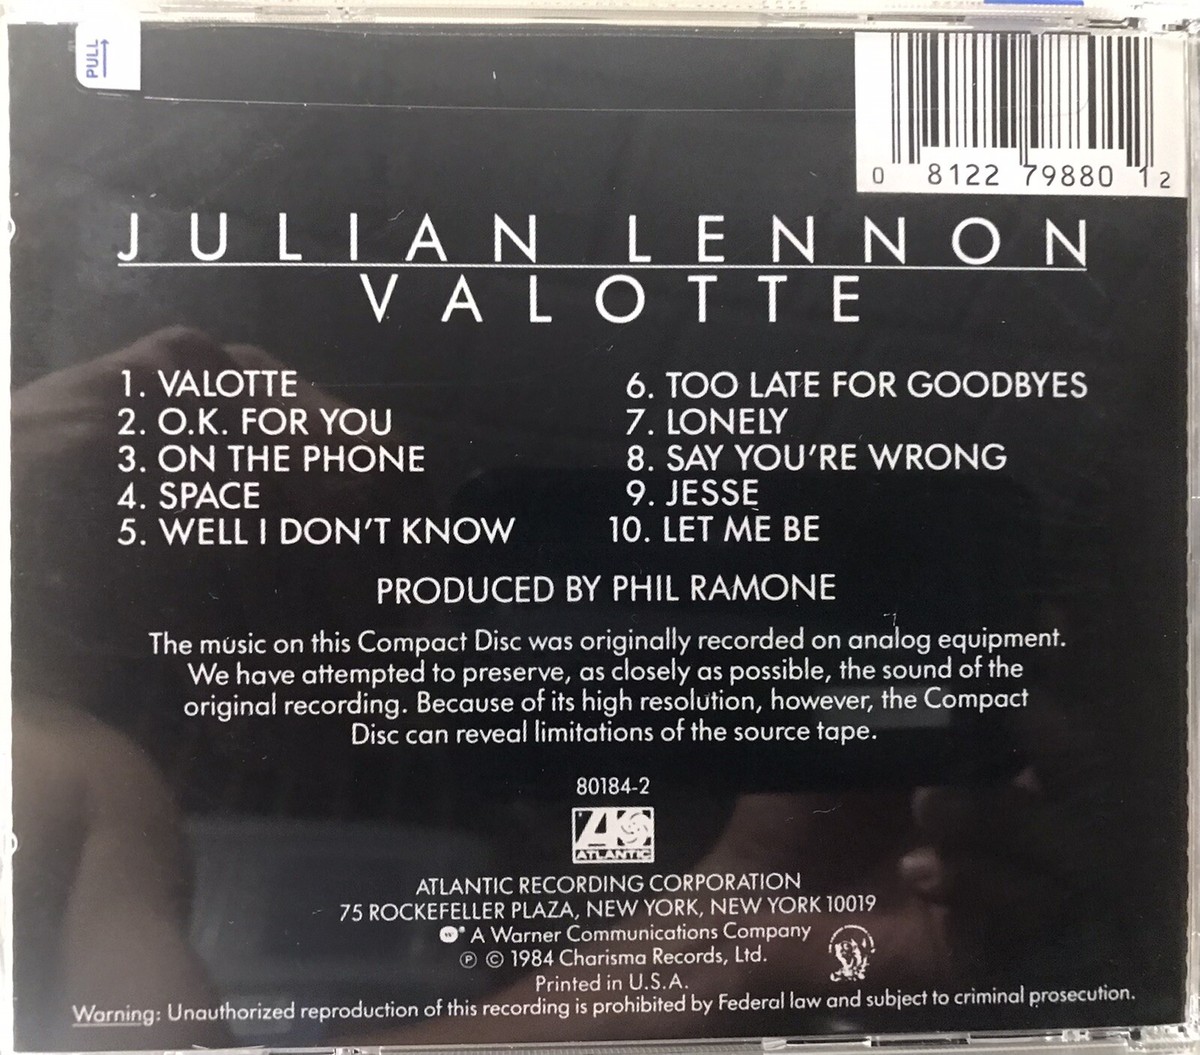 PULL
0 81227 98801 2
JULIAN LENNON
VALOTTE
1. VALOTTE
2. O.K. FOR YOU
3. ON THE PHONE
4. SPACE
5. WELL I DON'T KNOW
6. TOO LATE FOR GOODBYES
7. LONELY
8. SAY YOU'RE WRONG
9. JESSE
10. LET ME BE
PRODUCED BY PHIL RAMONE
The music on this Compact Disc was originally recorded on analog equipment.
We have attempted to preserve, as closely as possible, the sound of the
original recording. Because of its high resolution, however, the Compact
Disc can reveal limitations of the source tape.
80184-2
ATLANTIC
ATLANTIC RECORDING CORPORATION
75 ROCKEFELLER PLAZA, NEW YORK, NEW YORK 10019
A Warner Communications Company
℗ © 1984 Charisma Records, Ltd.
Printed in U.S.A.
Warning: Unauthorized reproduction of this recording is prohibited by Federal law and subject to criminal prosecution.